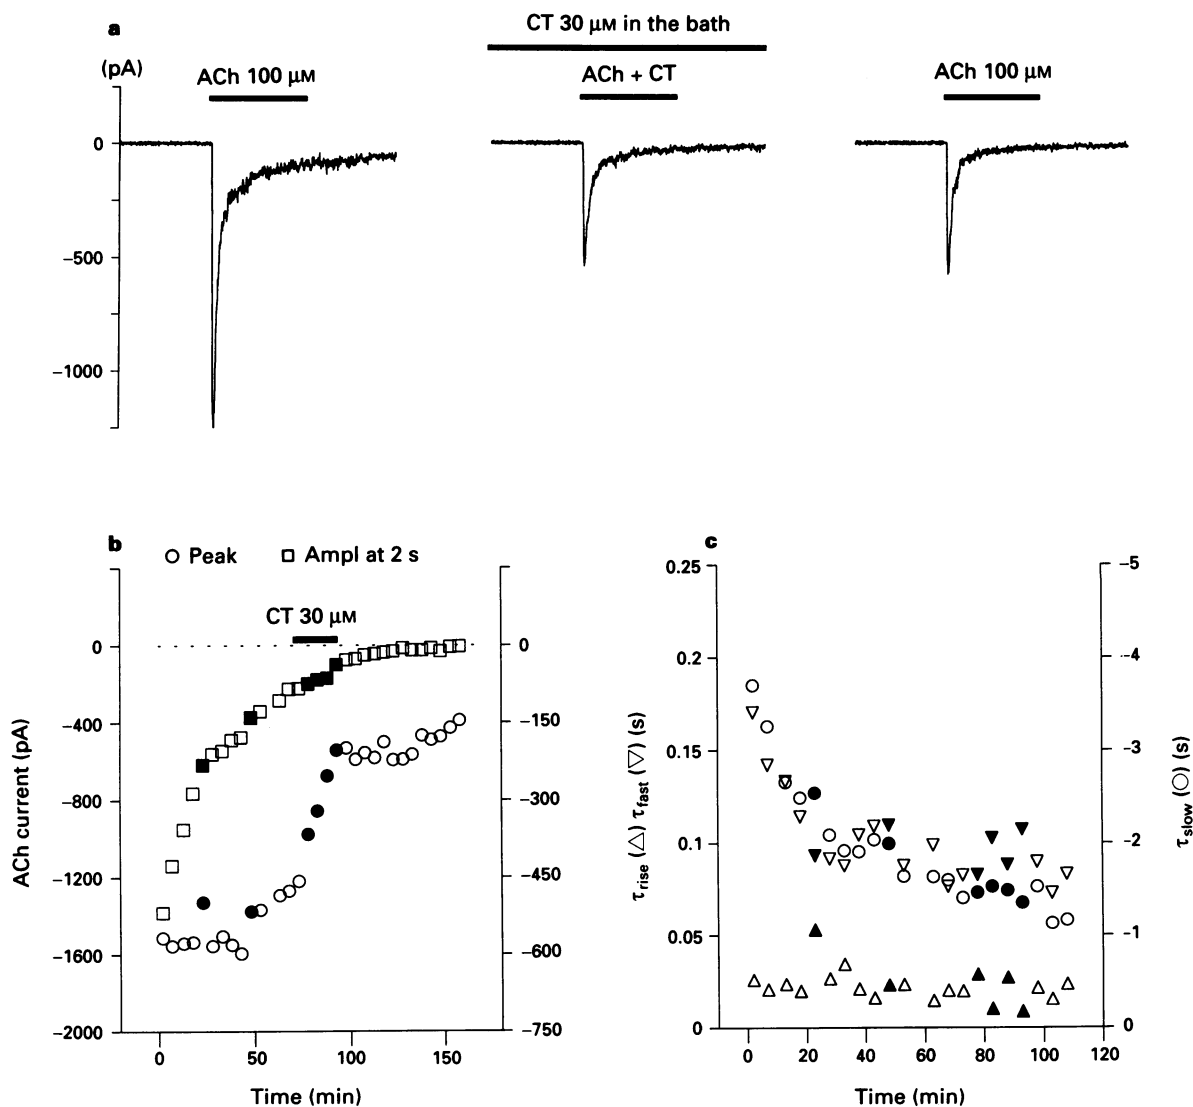 a
CT 30 μM in the bath
(pA)
ACh 100 μM
ACh + CT
ACh 100 μM
0
−500
−1000
b
○ Peak
□ Ampl at 2 s
CT 30 μM
0
−400
−800
−1200
−1600
−2000
ACh current (pA)
0
−150
−300
−450
−600
−750
0
50
100
150
Time (min)
c
0.25
0.2
0.15
0.1
0.05
0
τrise (△) τfast (▽) (s)
−5
−4
−3
−2
−1
0
τslow (○) (s)
0
20
40
60
80
100
120
Time (min)